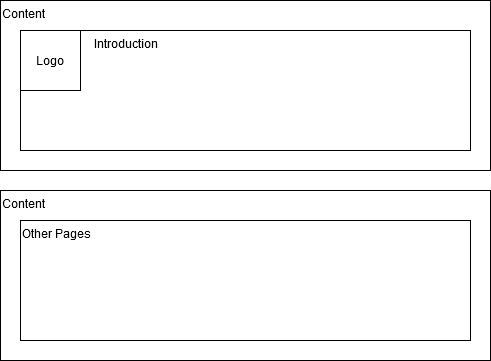 Content
Logo
Introduction
Content
Other Pages